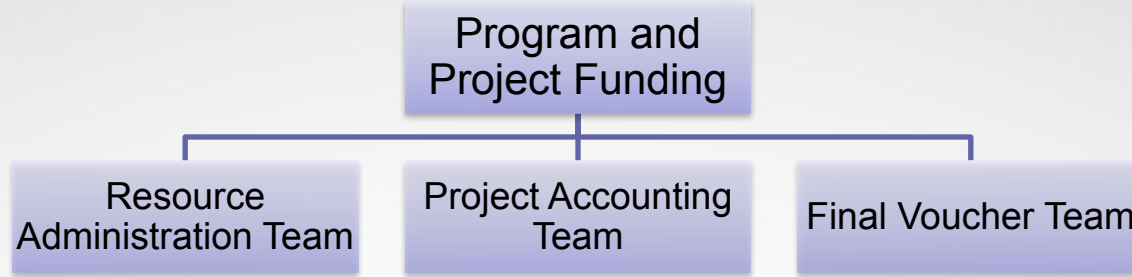 Program and
Project Funding
Resource
Administration Team
Project Accounting
Team
Final Voucher Team